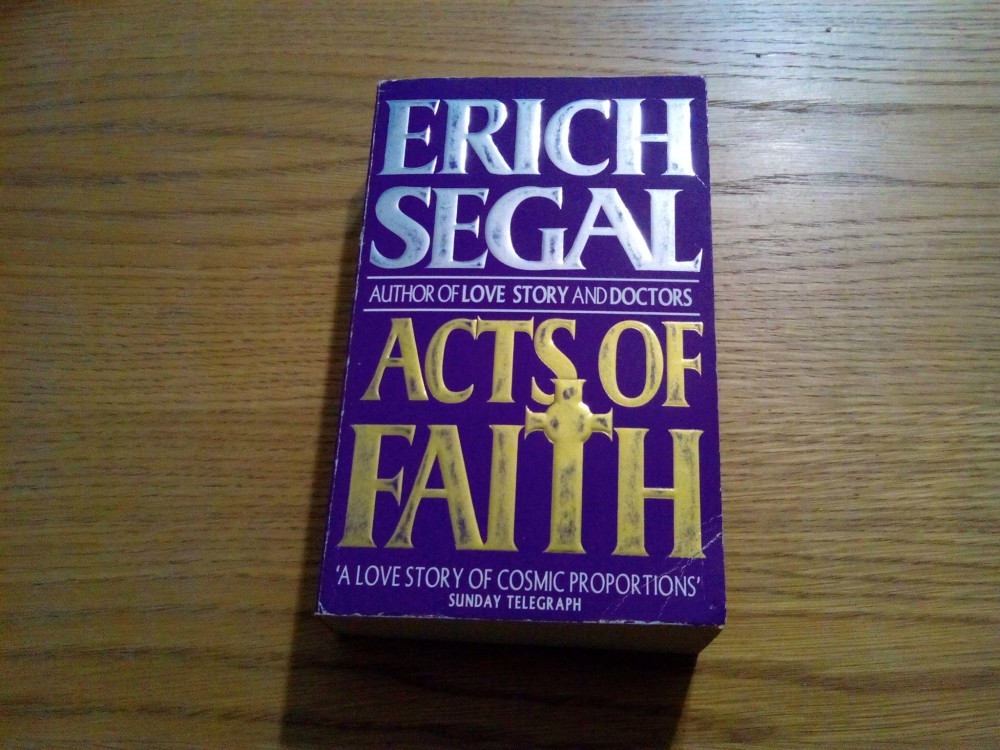 ERICH
SEGAL
AUTHOR OF LOVE STORY AND DOCTORS
ACTS OF
FAITH
'A LOVE STORY OF COSMIC PROPORTIONS'
SUNDAY TELEGRAPH